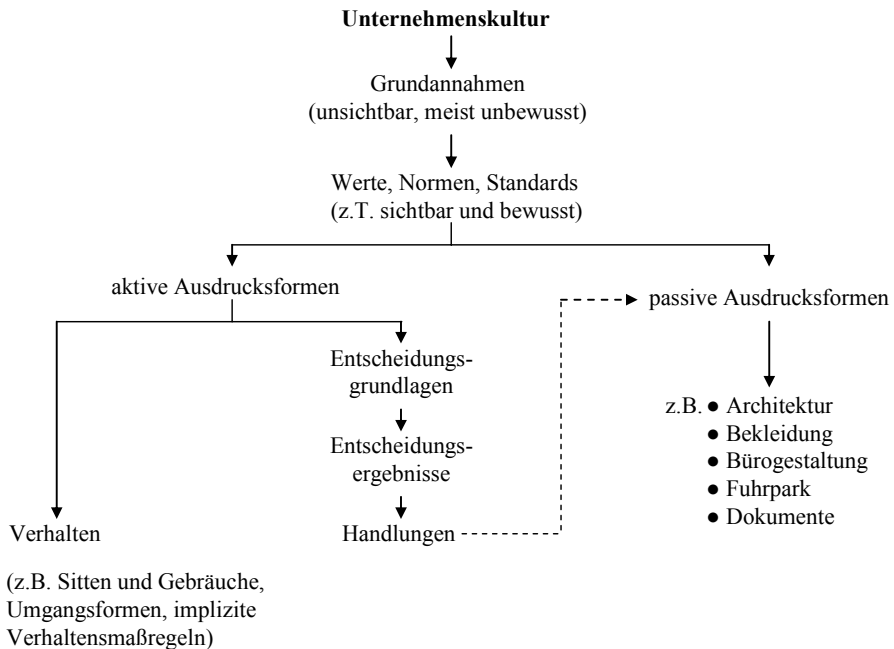 Unternehmenskultur
Grundannahmen
(unsichtbar, meist unbewusst)
Werte, Normen, Standards
(z.T. sichtbar und bewusst)
aktive Ausdrucksformen
passive Ausdrucksformen
Entscheidungs-
grundlagen
Entscheidungs-
ergebnisse
Verhalten
Handlungen
(z.B. Sitten und Gebräuche,
Umgangsformen, implizite
Verhaltensmaßregeln)
z.B. ● Architektur
● Bekleidung
● Bürogestaltung
● Fuhrpark
● Dokumente